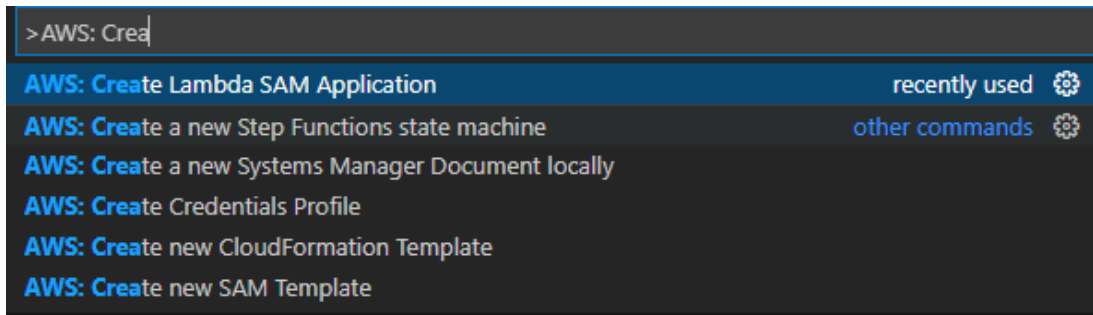 >AWS: Crea
AWS: Create Lambda SAM Application recently used
AWS: Create a new Step Functions state machine other commands
AWS: Create a new Systems Manager Document locally
AWS: Create Credentials Profile
AWS: Create new CloudFormation Template
AWS: Create new SAM Template